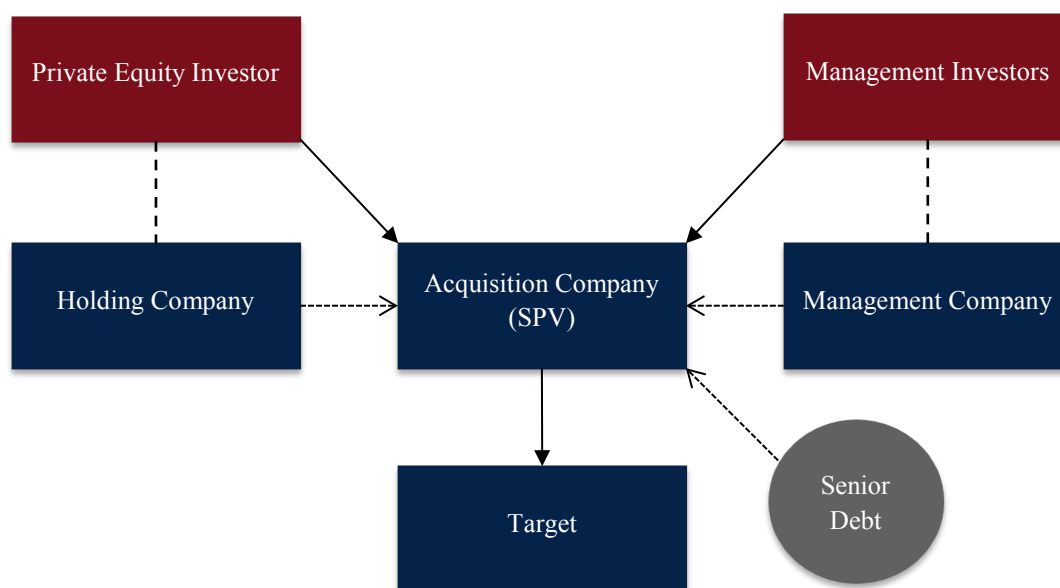 Private Equity Investor
Management Investors
Holding Company
Acquisition Company
(SPV)
Management Company
Target
Senior
Debt